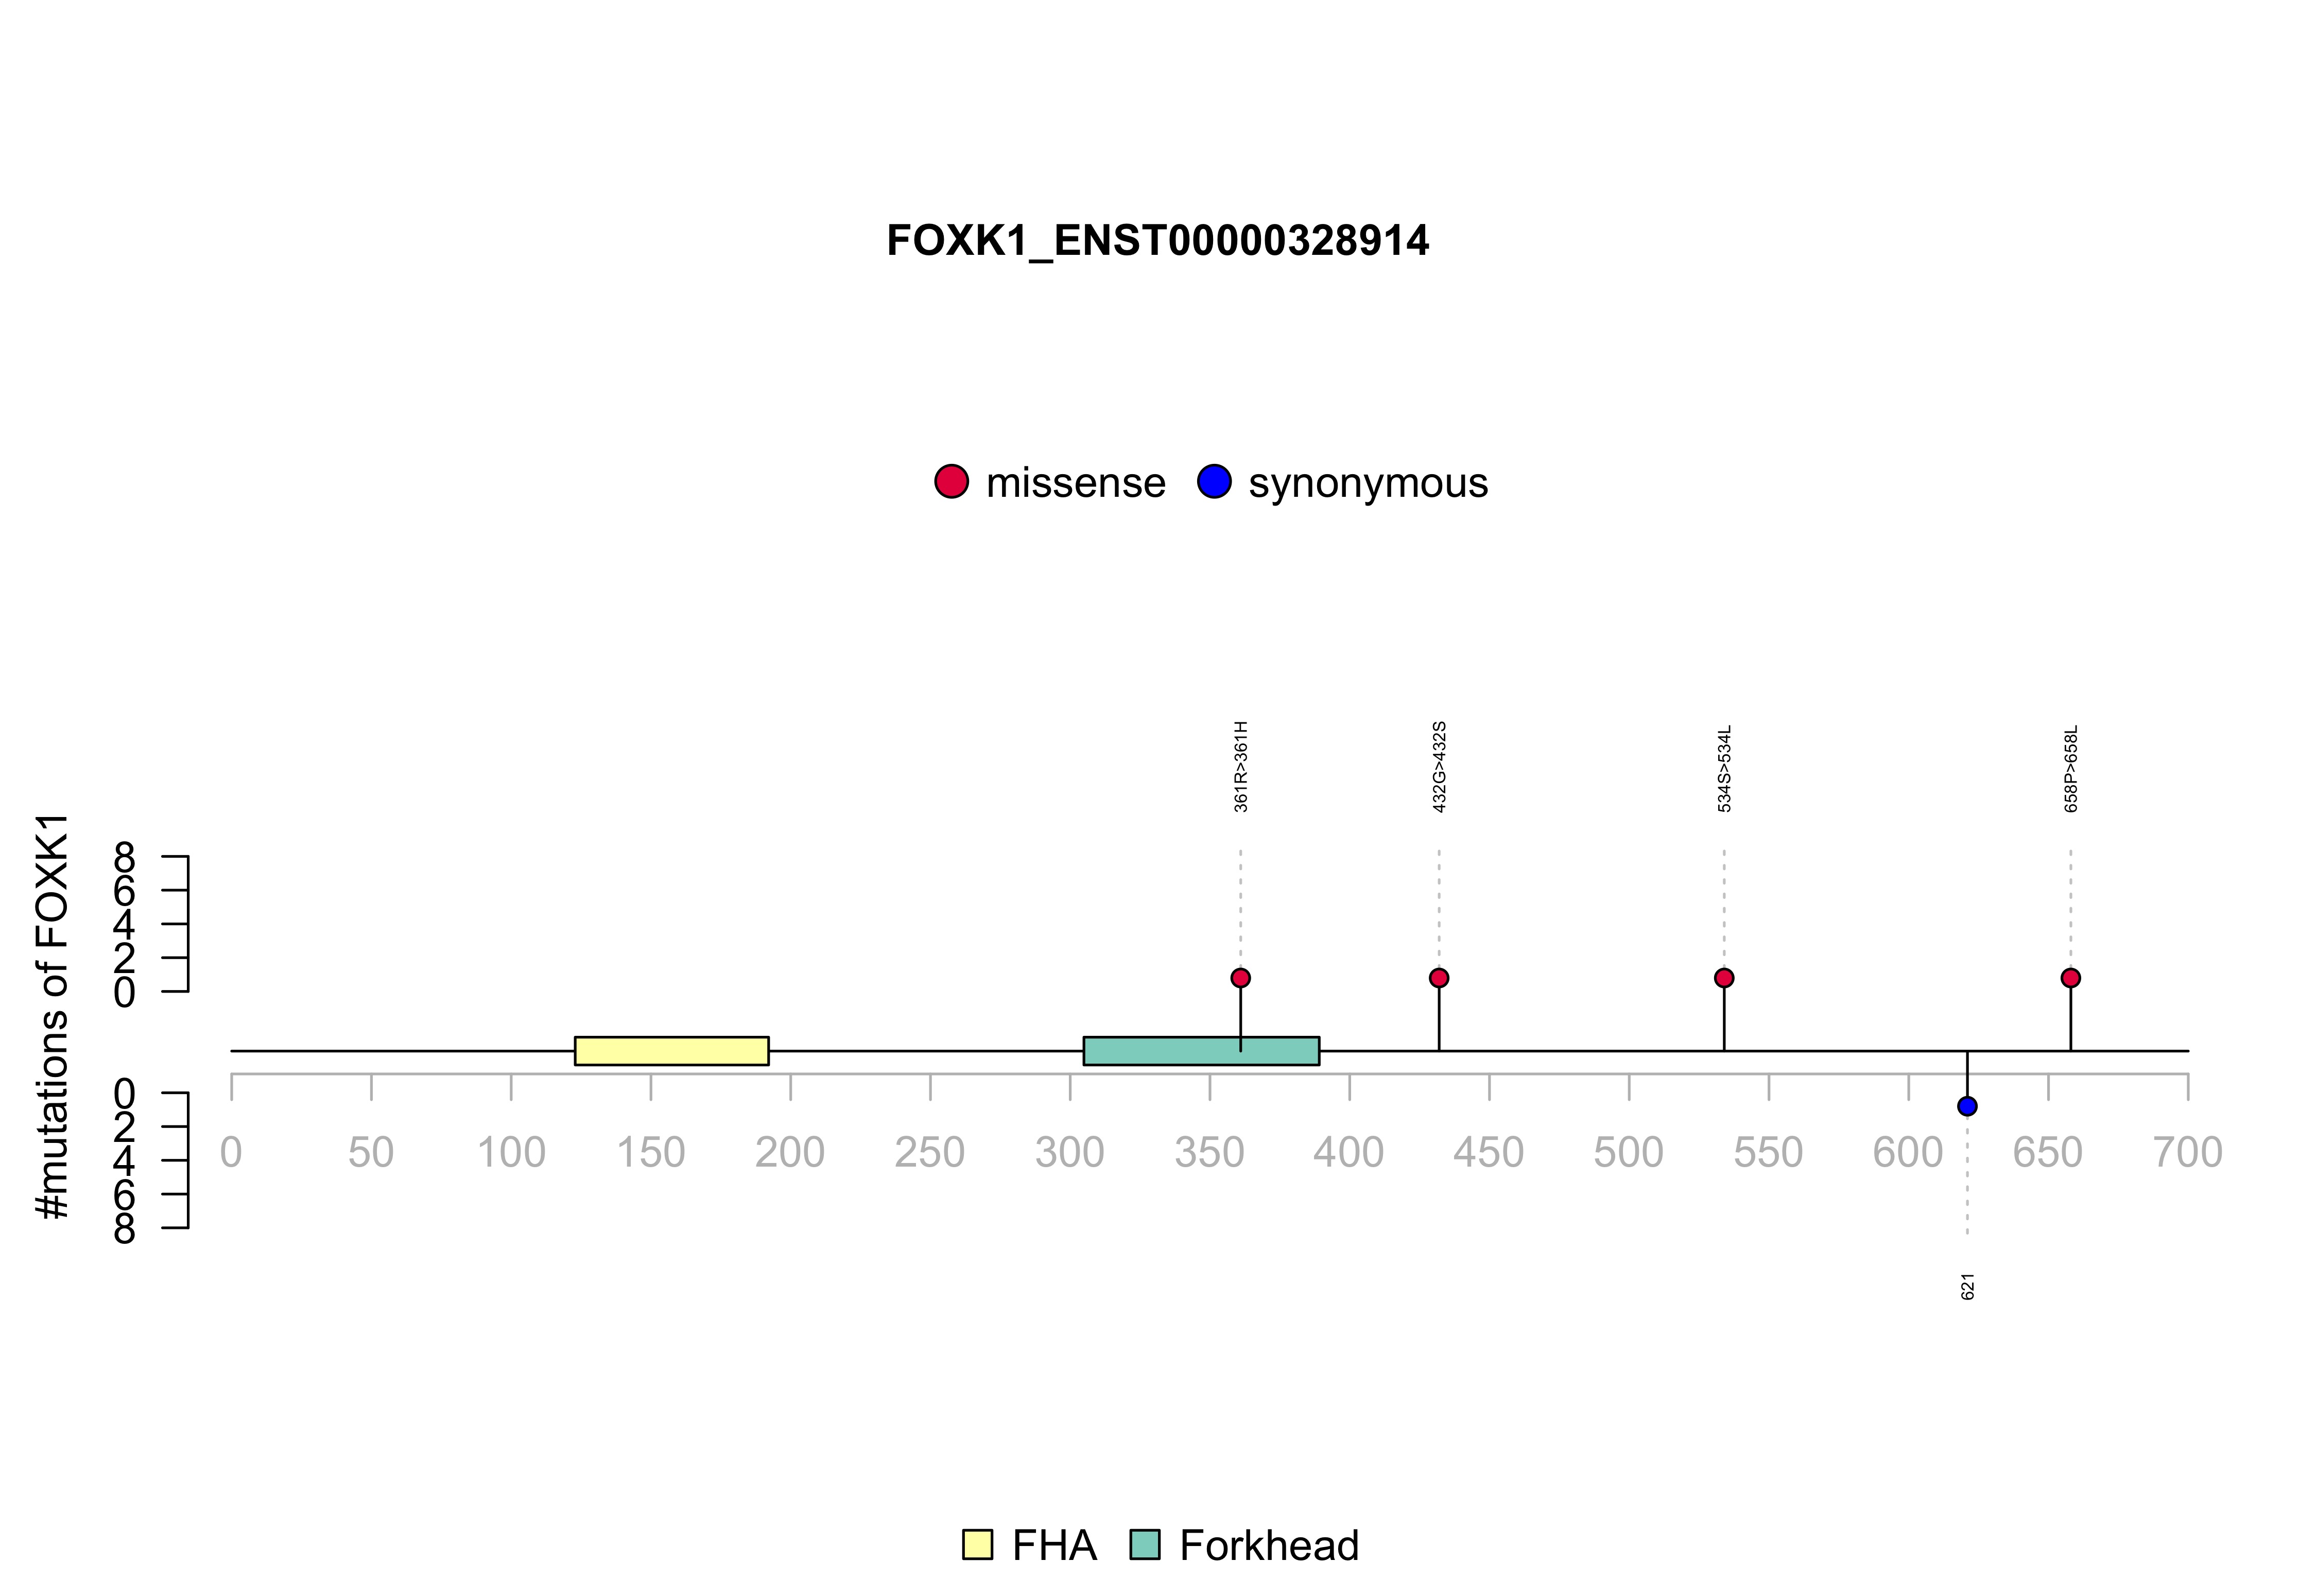 FOXK1_ENST00000328914
missense synonymous
361R>361H 432G>432S 534S>534L 658P>658L
#mutations of FOXK1
8
6
4
2
0
0
2
4
6
8
0 50 100 150 200 250 300 350 400 450 500 550 600 650 700
621
FHA Forkhead